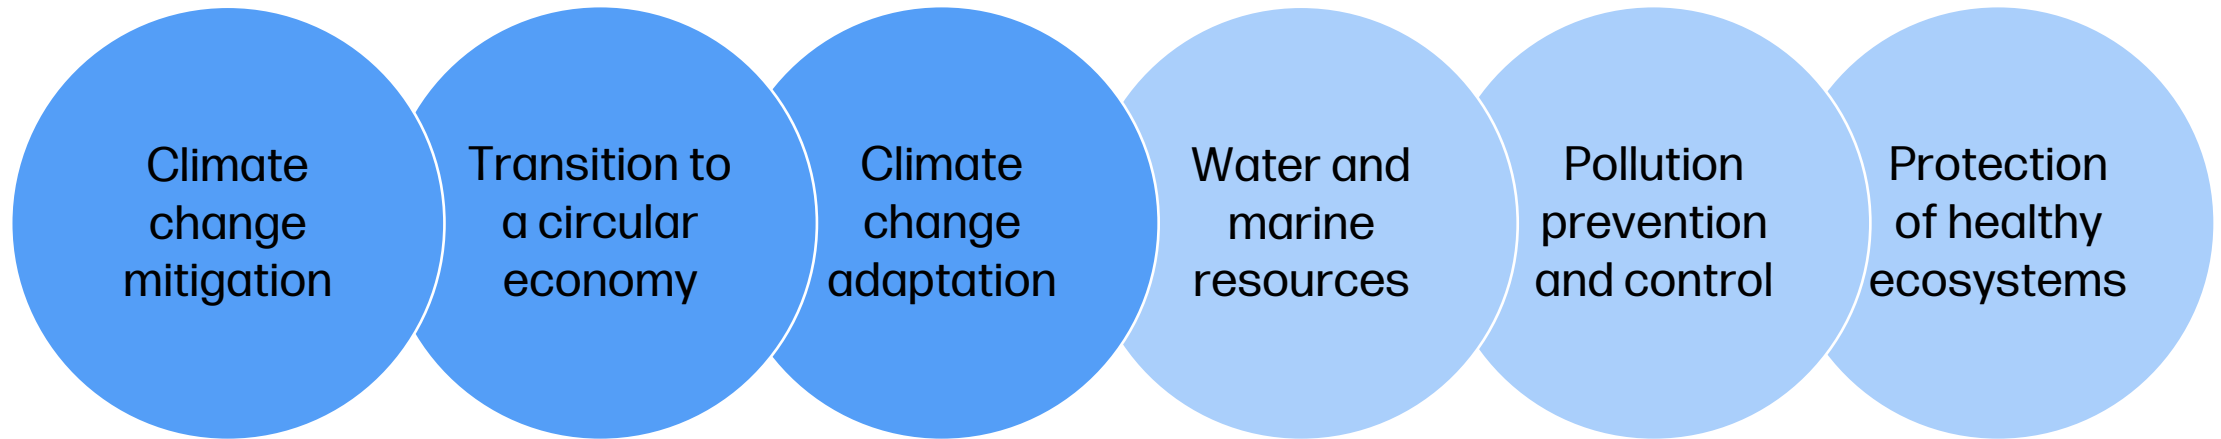 Climate
change
mitigation
Transition to
a circular
economy
Climate
change
adaptation
Water and
marine
resources
Pollution
prevention
and control
Protection
of healthy
ecosystems